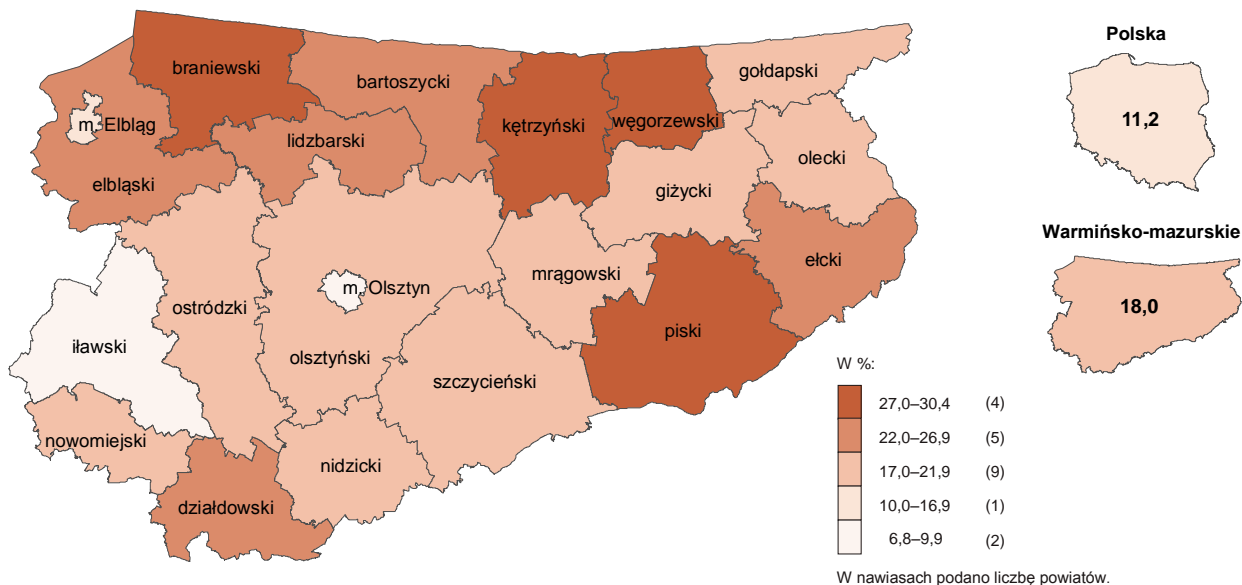 Polska
11,2
Warmińsko-mazurskie
18,0
braniewski
bartoszycki
gołdapski
m. Elbląg
kętrzyński
węgorzewski
lidzbarski
olecki
elbląski
giżycki
mrągowski
ełcki
m. Olsztyn
ostródzki
piski
iławski
olsztyński
szczycieński
nowomiejski
nidzicki
działdowski
W %:
27,0–30,4 (4)
22,0–26,9 (5)
17,0–21,9 (9)
10,0–16,9 (1)
6,8–9,9 (2)
W nawiasach podano liczbę powiatów.